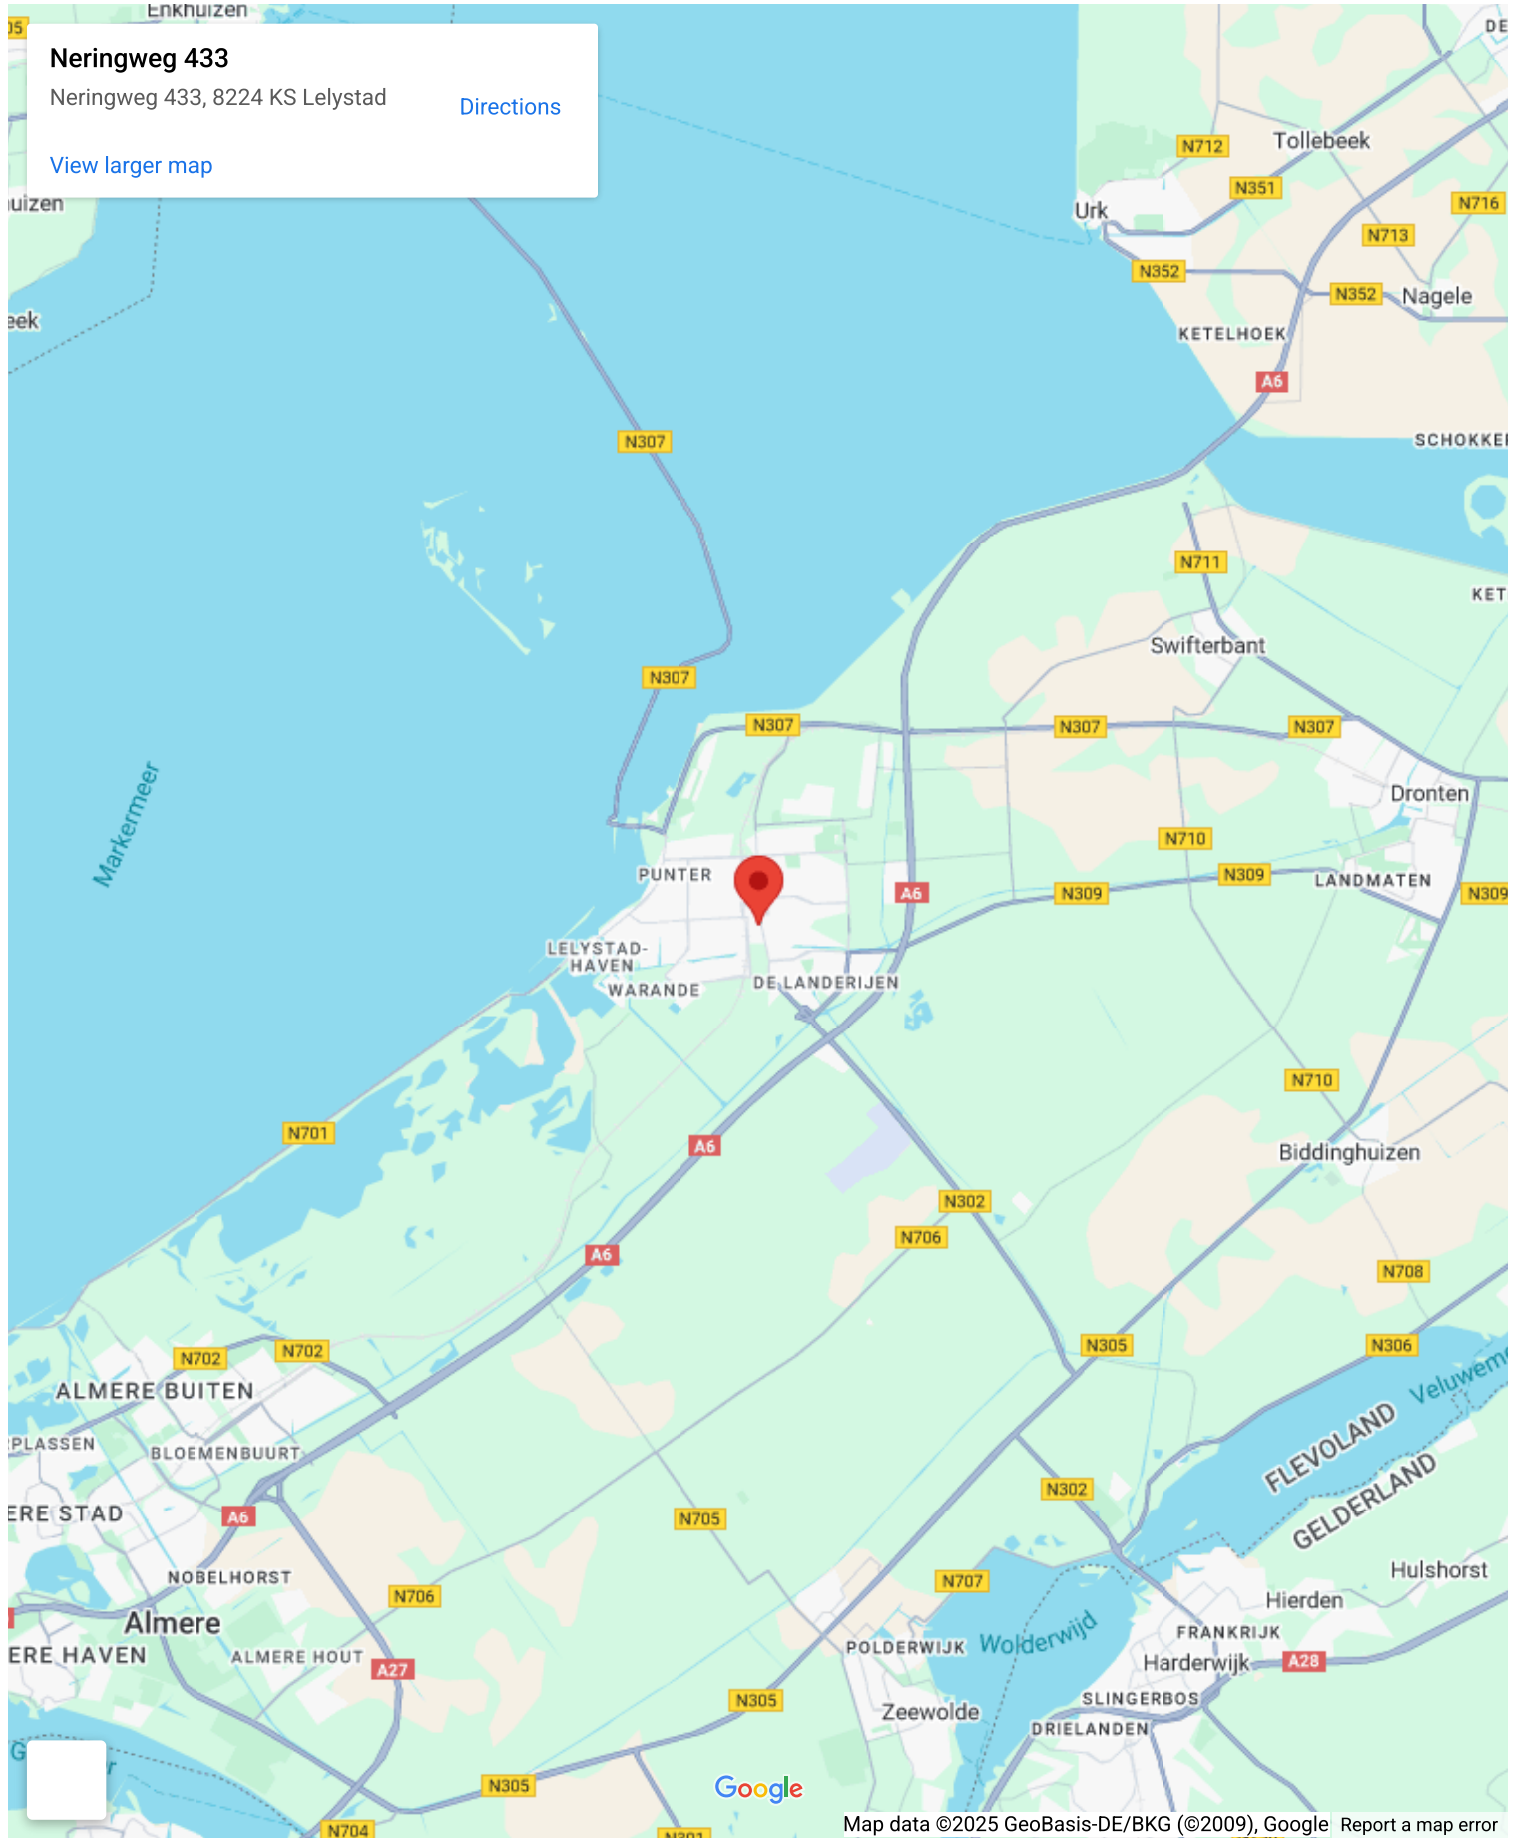 Enkhuizen
Neringweg 433
Neringweg 433, 8224 KS Lelystad
Directions
View larger map
uizen
eek
N712
Tollebeek
N351
N716
Urk
N713
N352
N352
Nagele
KETELHOEK
A6
N307
SCHOKKE
N711
KET
Swifterbant
N307
N307
N307
N307
Markermeer
Dronten
N710
PUNTER
A6
N309
N309
LANDMATEN
N309
LELYSTAD-
HAVEN
WARANDE
DE LANDERIJEN
N710
N701
A6
Biddinghuizen
N302
N706
A6
N708
N702
N702
N305
N306
Veluweme
ALMERE BUITEN
FLEVOLAND
GELDERLAND
RPLASSEN
BLOEMENBUURT
N302
ERE STAD
A6
N705
NOBELHORST
N706
N707
Hulshorst
Hierden
Almere
Wolderwijd
FRANKRIJK
ERE HAVEN
ALMERE HOUT
A27
POLDERWIJK
Harderwijk
A28
N305
SLINGERBOS
Zeewolde
DRIELANDEN
N305
Google
N704
N301
Map data ©2025 GeoBasis-DE/BKG (©2009), Google
Report a map error